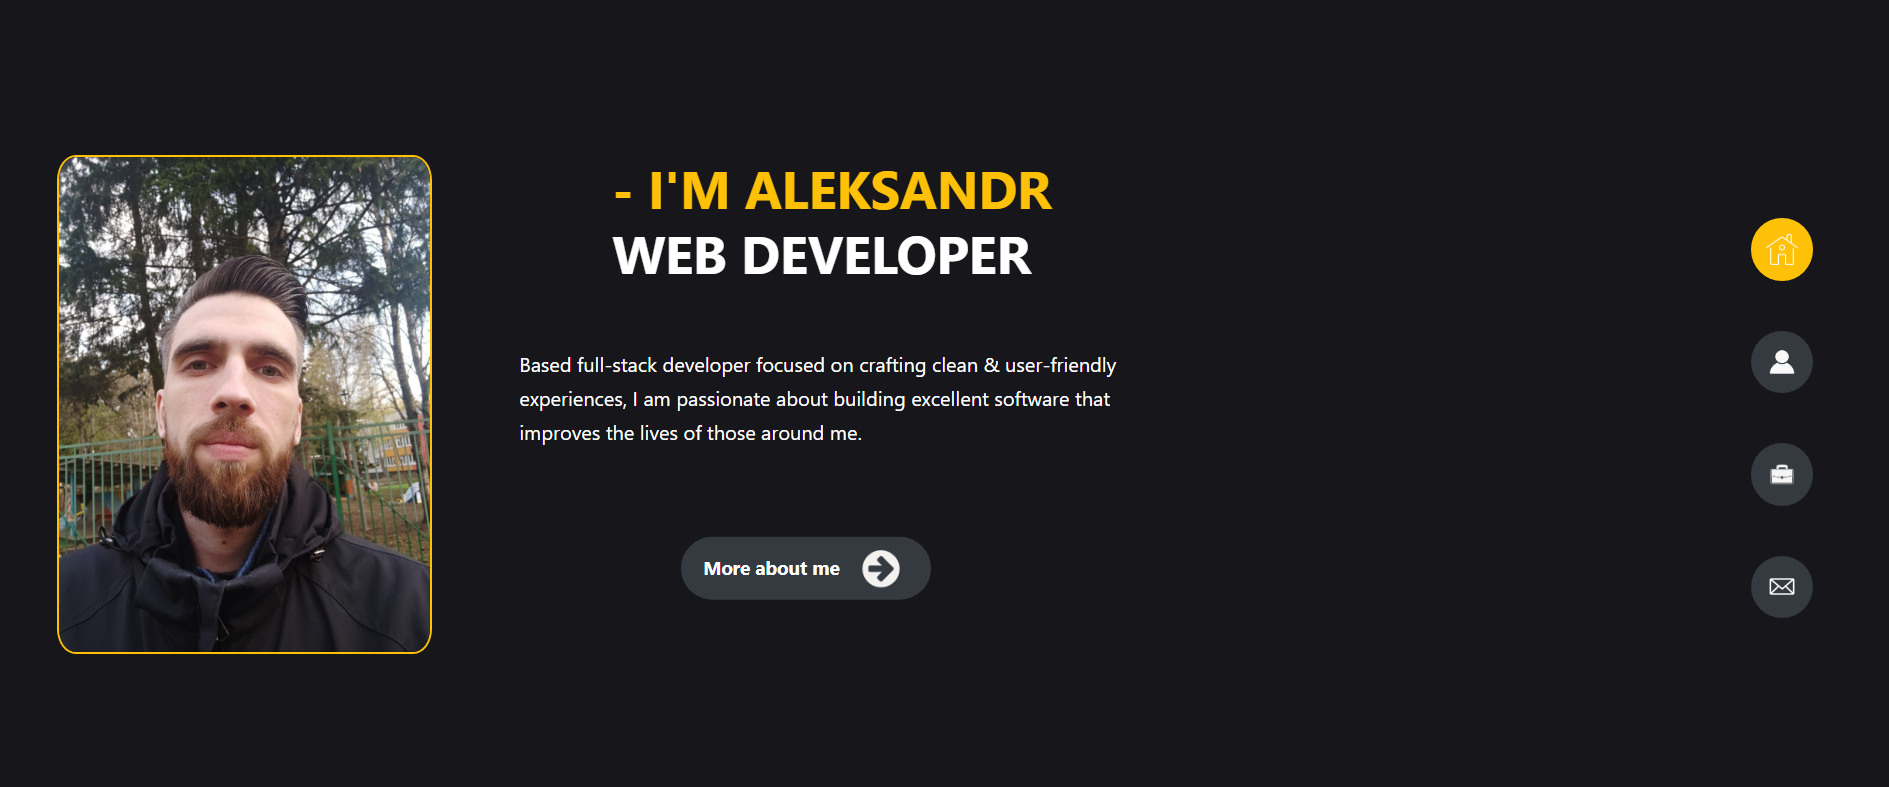 - I'M ALEKSANDR
WEB DEVELOPER
Based full-stack developer focused on crafting clean & user-friendly
experiences, I am passionate about building excellent software that
improves the lives of those around me.
More about me